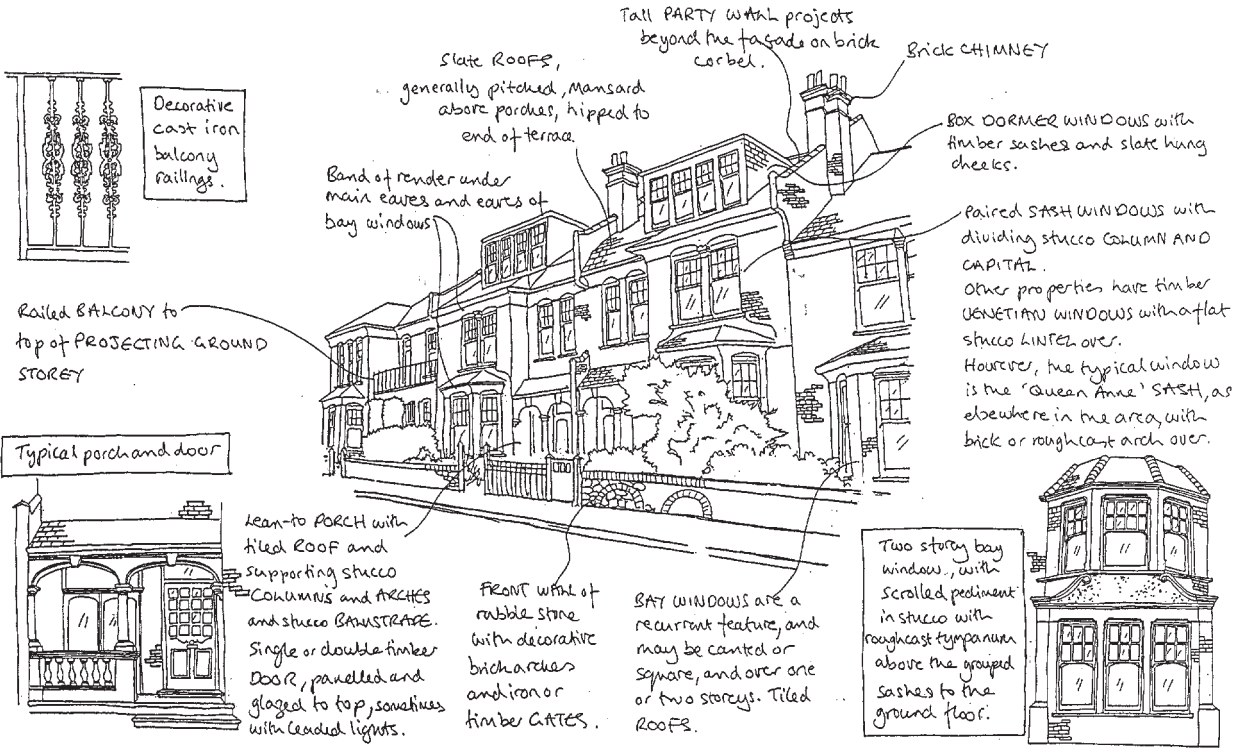 Tall PARTY WALL projects
beyond the façade on brick
corbel.
Brick CHIMNEY
Slate ROOFS,
generally pitched, Mansard
above porches, hipped to
end of terrace.
Decorative
cast iron
balcony
railings.
BOX DORMER WINDOWS with
timber sashes and slate hung
cheeks.
Band of render under
main eaves and eaves of
bay windows
Paired SASH WINDOWS with
dividing stucco COLUMN AND
CAPITAL.
Other properties have timber
VENETIAN WINDOWS with a flat
stucco LINTEL over.
However, the typical window
is the 'Queen Anne' SASH, as
elsewhere in the area, with
brick or roughcast arch over.
Railed BALCONY to
top of PROJECTING GROUND
STOREY
Typical porch and door
Lean-to PORCH with
tiled ROOF and
supporting stucco
COLUMNS and ARCHES
and stucco BALUSTRADE.
Single or double timber
DOOR, panelled and
glazed to top, sometimes
with leaded lights.
FRONT WALL of
rubble stone
with decorative
brick arches
and iron or
timber GATES.
BAY WINDOWS are a
recurrent feature, and
may be canted or
square, and over one
or two storeys. Tiled
ROOFS.
Two storey bay
window, with
scrolled pediment
in stucco with
roughcast tympanum
above the grouped
sashes to the
ground floor.